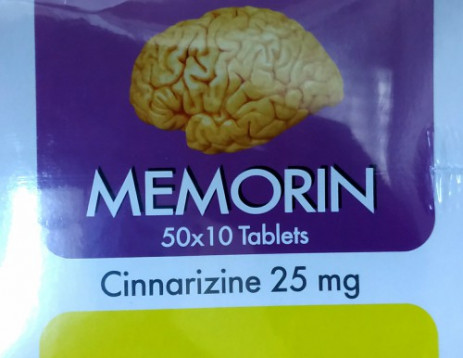 MEMORIN
50x10 Tablets
Cinnarizine 25 mg